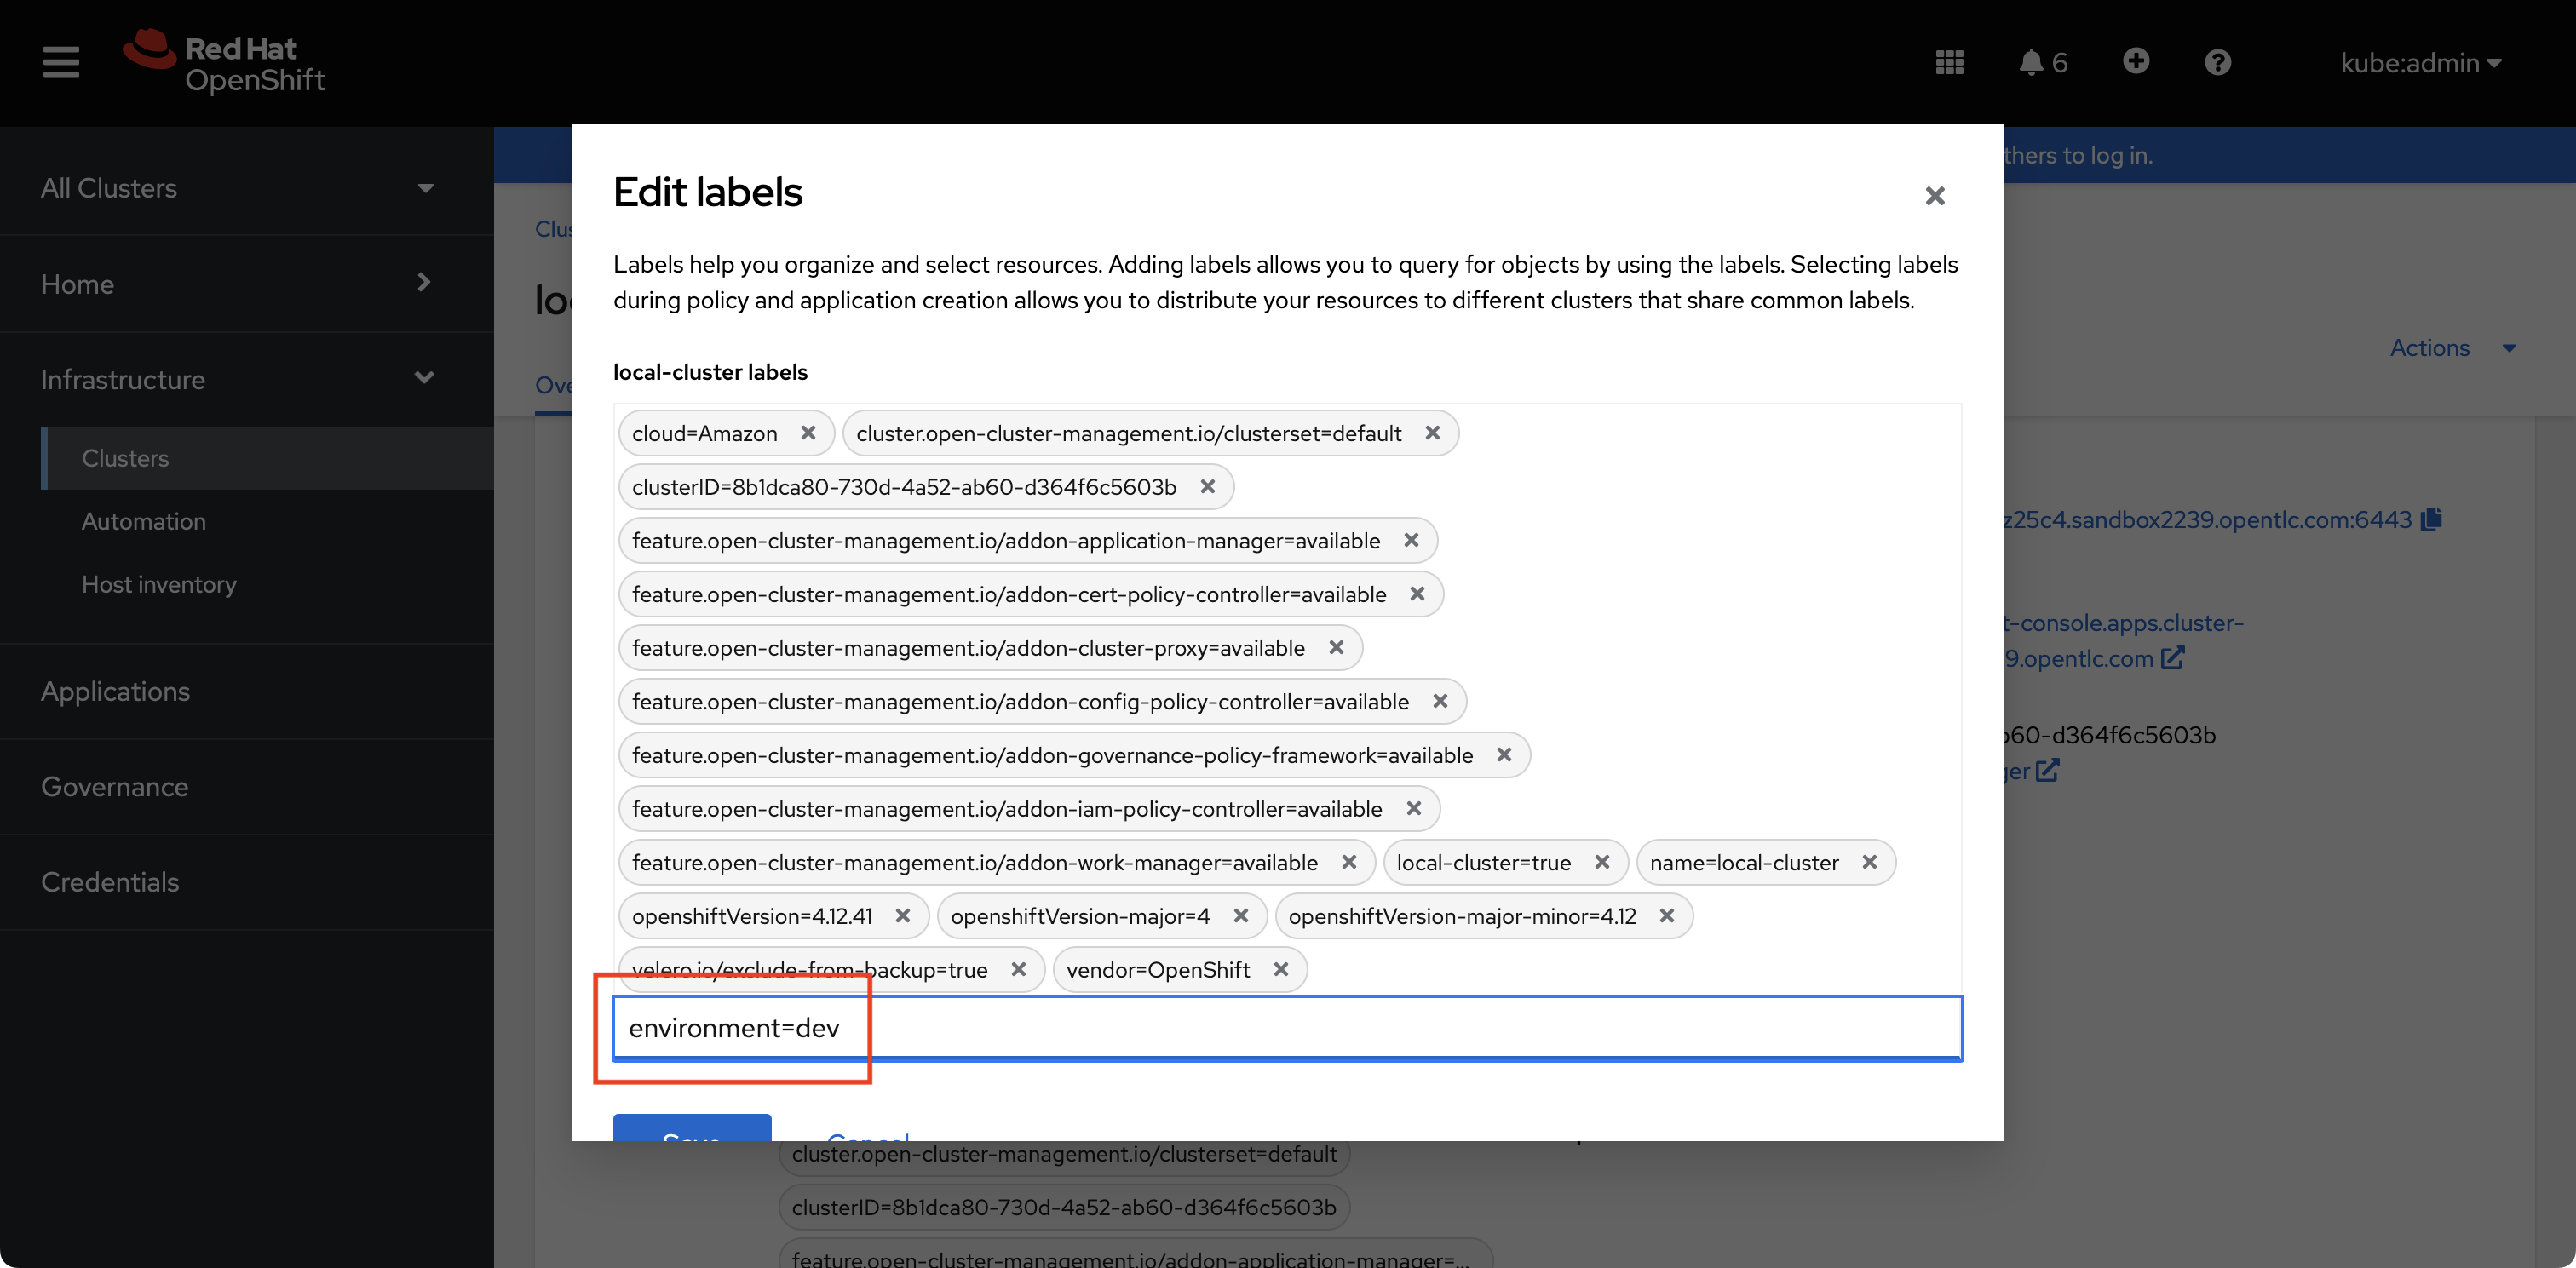 Red Hat
OpenShift
6
kube:admin
All Clusters
Home
Infrastructure
Clusters
Automation
Host inventory
Applications
Governance
Credentials
thers to log in.
Clus
lo
Ove
Actions
z25c4.sandbox2239.opentlc.com:6443
t-console.apps.cluster-
9.opentlc.com
b60-d364f6c5603b
ger
Edit labels
Labels help you organize and select resources. Adding labels allows you to query for objects by using the labels. Selecting labels
during policy and application creation allows you to distribute your resources to different clusters that share common labels.
local-cluster labels
cloud=Amazon
cluster.open-cluster-management.io/clusterset=default
clusterID=8b1dca80-730d-4a52-ab60-d364f6c5603b
feature.open-cluster-management.io/addon-application-manager=available
feature.open-cluster-management.io/addon-cert-policy-controller=available
feature.open-cluster-management.io/addon-cluster-proxy=available
feature.open-cluster-management.io/addon-config-policy-controller=available
feature.open-cluster-management.io/addon-governance-policy-framework=available
feature.open-cluster-management.io/addon-iam-policy-controller=available
feature.open-cluster-management.io/addon-work-manager=available
local-cluster=true
name=local-cluster
openshiftVersion=4.12.41
openshiftVersion-major=4
openshiftVersion-major-minor=4.12
velero.io/exclude-from-backup=true
vendor=OpenShift
environment=dev
Save
Cancel
cluster.open-cluster-management.io/clusterset=default
clusterID=8b1dca80-730d-4a52-ab60-d364f6c5603b
feature.open-cluster-management.io/addon-application-manager=...